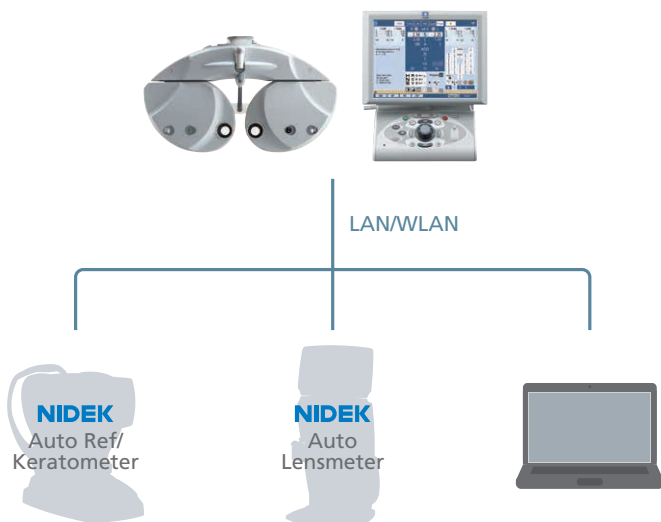 LAN/WLAN
NIDEK
Auto Ref/
Keratometer
NIDEK
Auto
Lensmeter